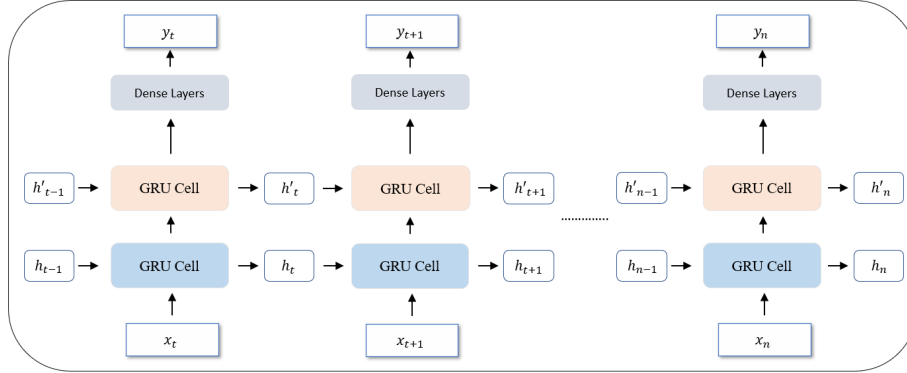 y_t y_{t+1} y_n
Dense Layers Dense Layers Dense Layers
h'_{t−1} GRU Cell h'_t GRU Cell h'_{t+1} h'_{n−1} GRU Cell h'_n
..............
h_{t−1} GRU Cell h_t GRU Cell h_{t+1} h_{n−1} GRU Cell h_n
x_t x_{t+1} x_n